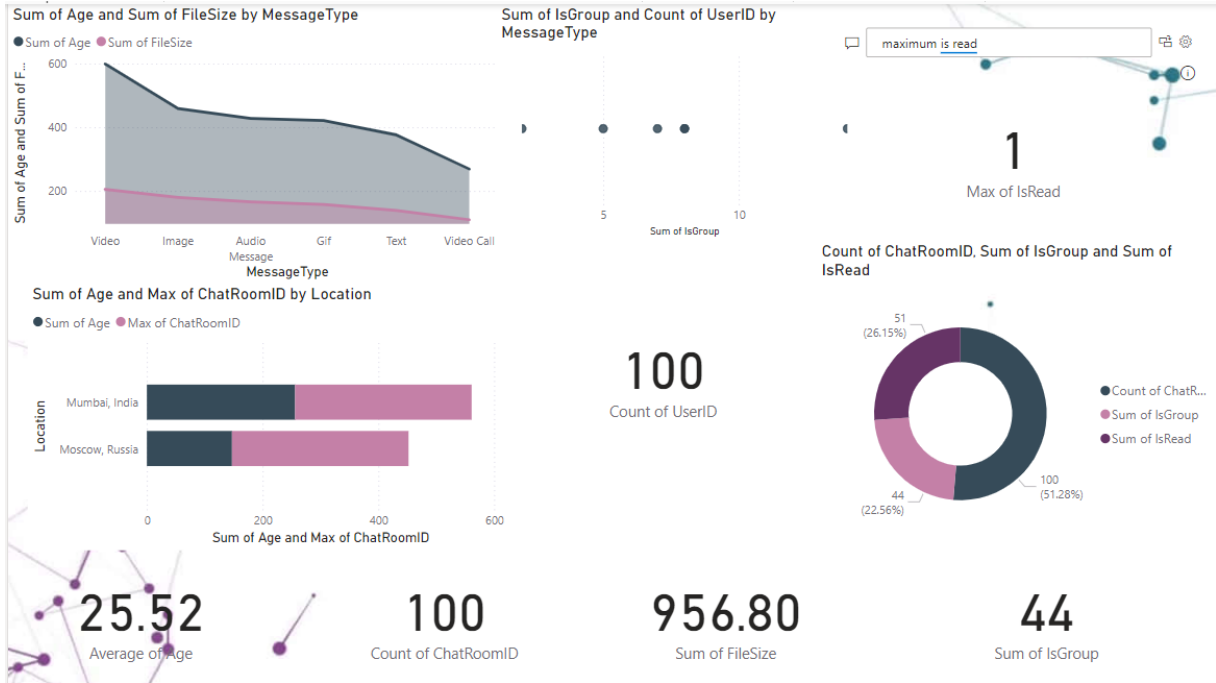 Sum of Age and Sum of FileSize by MessageType
Sum of Age Sum of FileSize
Sum of Age and Sum of F...
600
400
200
Video Image Audio Gif Text Video Call
Message
MessageType
Sum of IsGroup and Count of UserID by
MessageType
5 10
Sum of IsGroup
maximum is read
1
Max of IsRead
Sum of Age and Max of ChatRoomID by Location
Sum of Age Max of ChatRoomID
Location
Mumbai, India
Moscow, Russia
0 200 400 600
Sum of Age and Max of ChatRoomID
100
Count of UserID
Count of ChatRoomID, Sum of IsGroup and Sum of
IsRead
51
(26.15%)
44
(22.56%)
100
(51.28%)
Count of ChatR...
Sum of IsGroup
Sum of IsRead
25.52
Average of Age
100
Count of ChatRoomID
956.80
Sum of FileSize
44
Sum of IsGroup